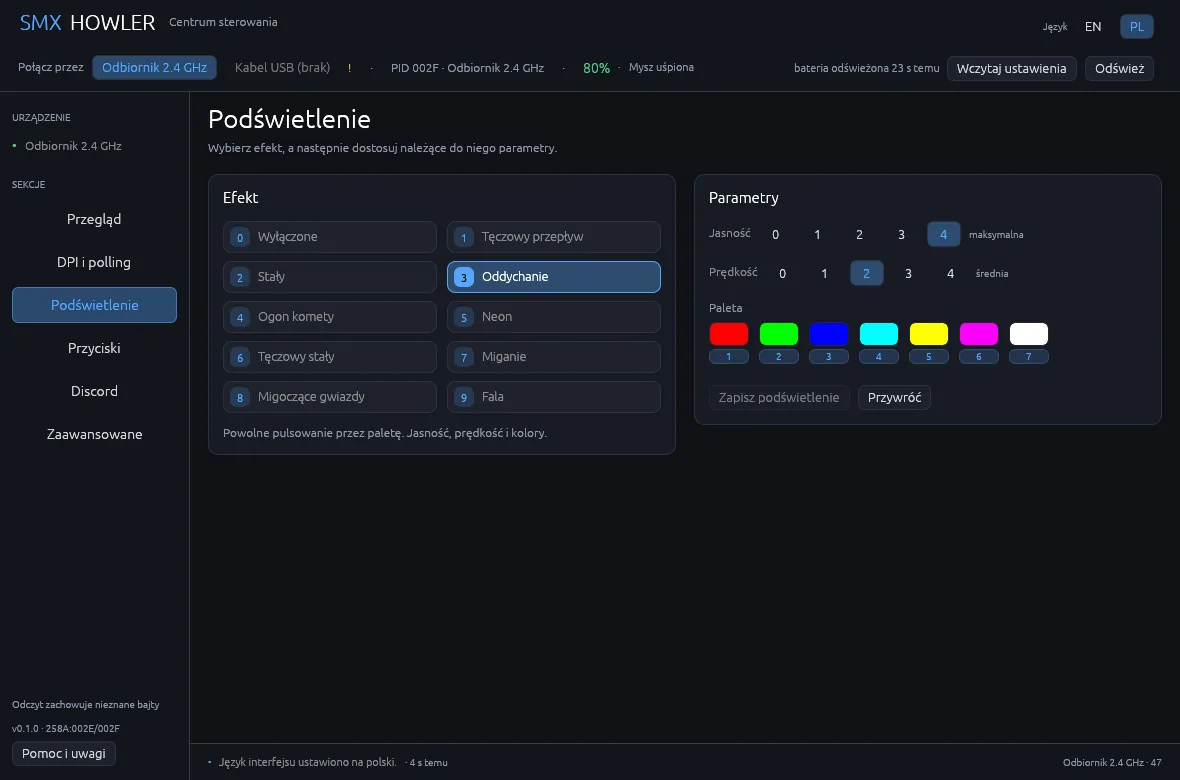 SMX HOWLER Centrum sterowania
Język EN PL
Połącz przez Odbiornik 2.4 GHz Kabel USB (brak) ! · PID 002F · Odbiornik 2.4 GHz · 80% · Mysz uśpiona
bateria odświeżona 23 s temu Wczytaj ustawienia Odśwież
URZĄDZENIE
• Odbiornik 2.4 GHz
SEKCJE
Przegląd
DPI i polling
Podświetlenie
Przyciski
Discord
Zaawansowane
Odczyt zachowuje nieznane bajty
v0.1.0 · 258A:002E/002F
Pomoc i uwagi
Podświetlenie
Wybierz efekt, a następnie dostosuj należące do niego parametry.
Efekt
0 Wyłączone
1 Tęczowy przepływ
2 Stały
3 Oddychanie
4 Ogon komety
5 Neon
6 Tęczowy stały
7 Miganie
8 Migoczące gwiazdy
9 Fala
Powolne pulsowanie przez paletę. Jasność, prędkość i kolory.
Parametry
Jasność 0 1 2 3 4 maksymalna
Prędkość 0 1 2 3 4 średnia
Paleta
1 2 3 4 5 6 7
Zapisz podświetlenie Przywróć
• Język interfejsu ustawiono na polski. · 4 s temu
Odbiornik 2.4 GHz · 47